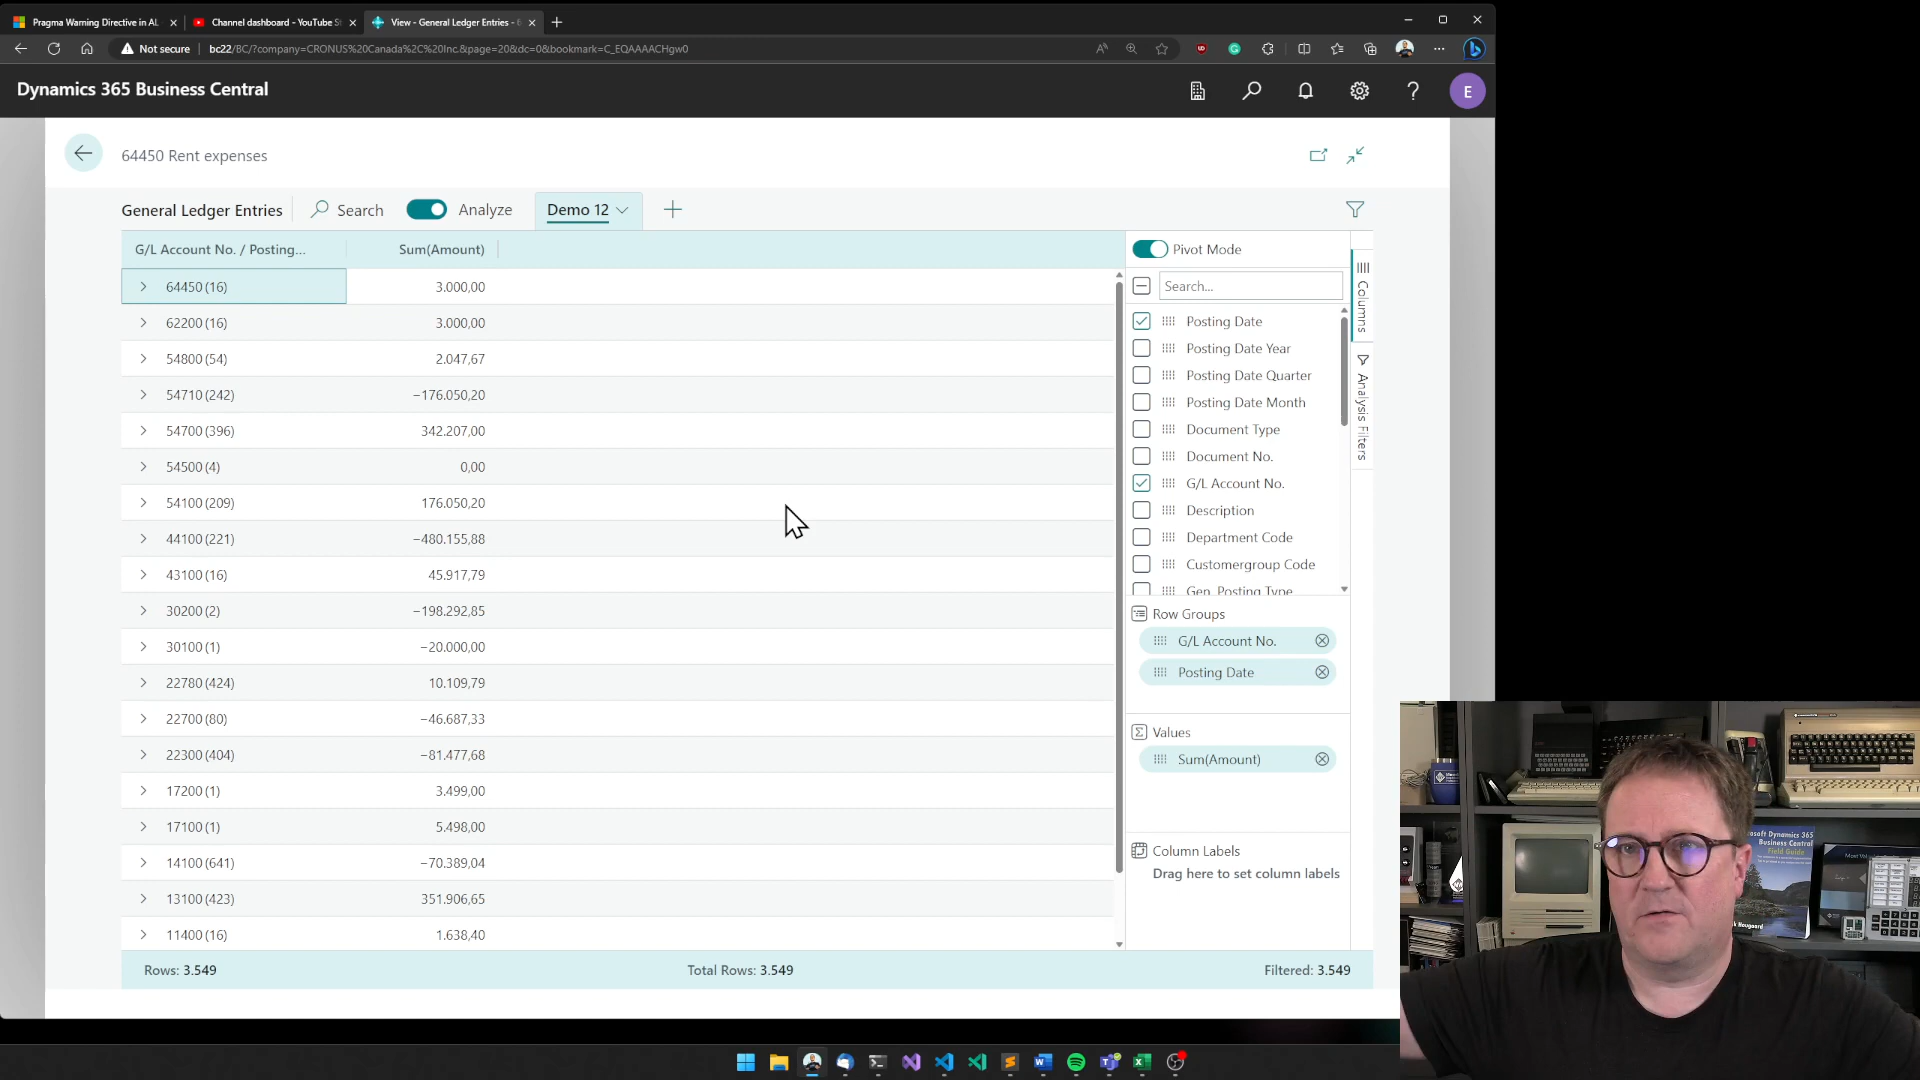 Pragma Warning Directive in AL
Channel dashboard - YouTube S
View - General Ledger Entries -
Not secure
bc22/BC/?company=CRONUS%20Canada%2C%20Inc.&page=20&dc=0&bookmark=C_EQAAAACHgw0
Dynamics 365 Business Central
E
64450 Rent expenses
General Ledger Entries
Search
Analyze
Demo 12
G/L Account No. / Posting...
Sum(Amount)
64450 (16) 3.000,00
62200 (16) 3.000,00
54800 (54) 2.047,67
54710 (242) −176.050,20
54700 (396) 342.207,00
54500 (4) 0,00
54100 (209) 176.050,20
44100 (221) −480.155,88
43100 (16) 45.917,79
30200 (2) −198.292,85
30100 (1) −20.000,00
22780 (424) 10.109,79
22700 (80) −46.687,33
22300 (404) −81.477,68
17200 (1) 3.499,00
17100 (1) 5.498,00
14100 (641) −70.389,04
13100 (423) 351.906,65
11400 (16) 1.638,40
Rows: 3.549
Total Rows: 3.549
Filtered: 3.549
Pivot Mode
Search...
Posting Date
Posting Date Year
Posting Date Quarter
Posting Date Month
Document Type
Document No.
G/L Account No.
Description
Department Code
Customergroup Code
Gen. Posting Type
Row Groups
G/L Account No.
Posting Date
Values
Sum(Amount)
Column Labels
Drag here to set column labels
Columns
Analysis Filters
Microsoft Dynamics 365
Business Central
Field Guide